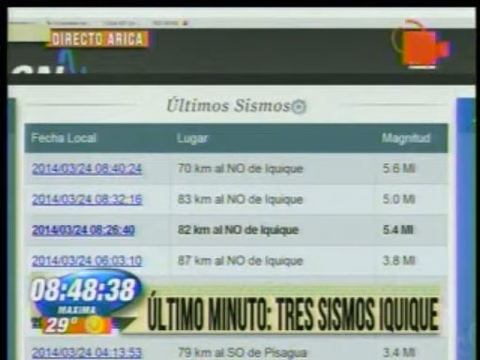 DIRECTO ARICA
Últimos Sismos
Fecha Local Lugar Magnitud
2014/03/24 08:40:24 70 km al NO de Iquique 5.6 Ml
2014/03/24 08:32:16 83 km al NO de Iquique 5.0 Ml
2014/03/24 08:26:40 82 km al NO de Iquique 5.4 Ml
2014/03/24 06:03:10 87 km al NO de Iquique 3.8 Ml
08:48:38
MAXIMA
29°
ÚLTIMO MINUTO: TRES SISMOS IQUIQUE
2014/03/24 04:13:53 79 km al SO de Pisagua 3.4 Ml